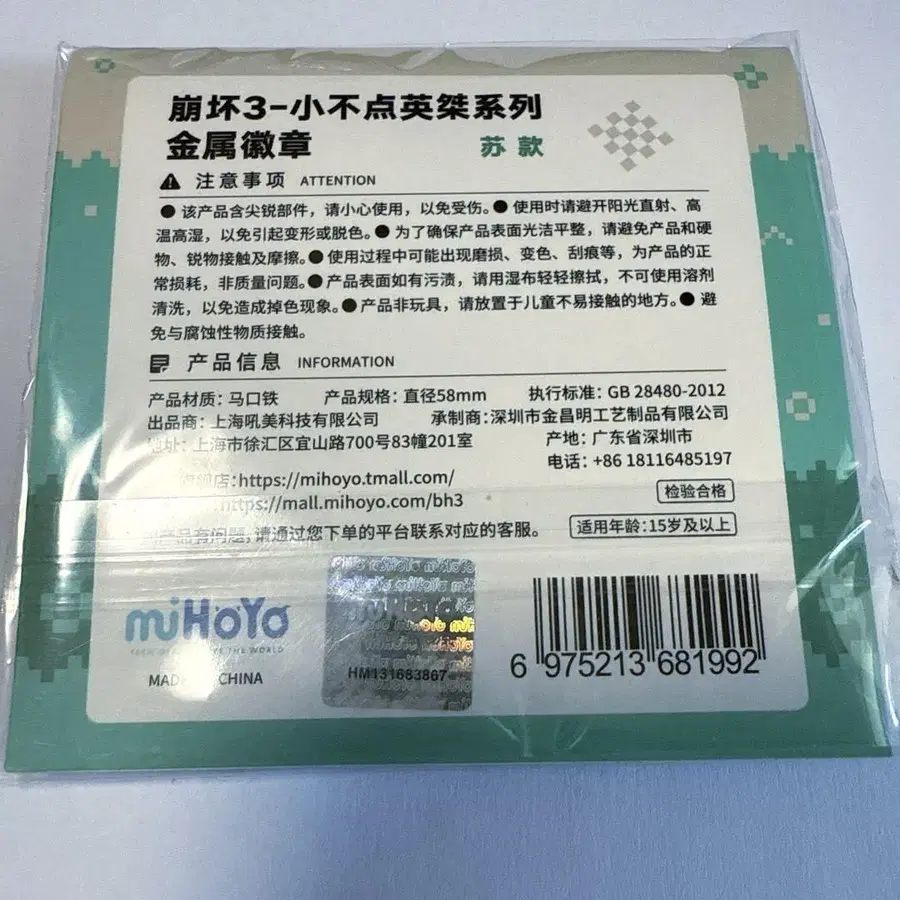 崩坏3-小不点英桀系列
金属徽章 苏 款
注意事项 ATTENTION
● 该产品含尖锐部件，请小心使用，以免受伤。● 使用时请避开阳光直射、高
温高湿，以免引起变形或脱色。● 为了确保产品表面光洁平整，请避免产品和硬
物、锐物接触及摩擦。● 使用过程中可能出现磨损、变色、刮痕等，为产品的正
常损耗，非质量问题。● 产品表面如有污渍，请用湿布轻轻擦拭，不可使用溶剂
清洗，以免造成掉色现象。● 产品非玩具，请放置于儿童不易接触的地方。● 避
免与腐蚀性物质接触。
产品信息 INFORMATION
产品材质：马口铁 产品规格：直径58mm 执行标准：GB 28480-2012
出品商：上海吼美科技有限公司 承制商：深圳市金昌明工艺制品有限公司
地址：上海市徐汇区宜山路700号83幢201室 产地：广东省深圳市
电话：+86 18116485197
旗舰店：https://mihoyo.tmall.com/
https://mall.mihoyo.com/bh3
检验合格
产品有问题，请通过您下单的平台联系对应的客服。 适用年龄：15岁及以上
miHoYo
THE WORLD
CHINA
miHoYo
HM131683867
6 975213 681992